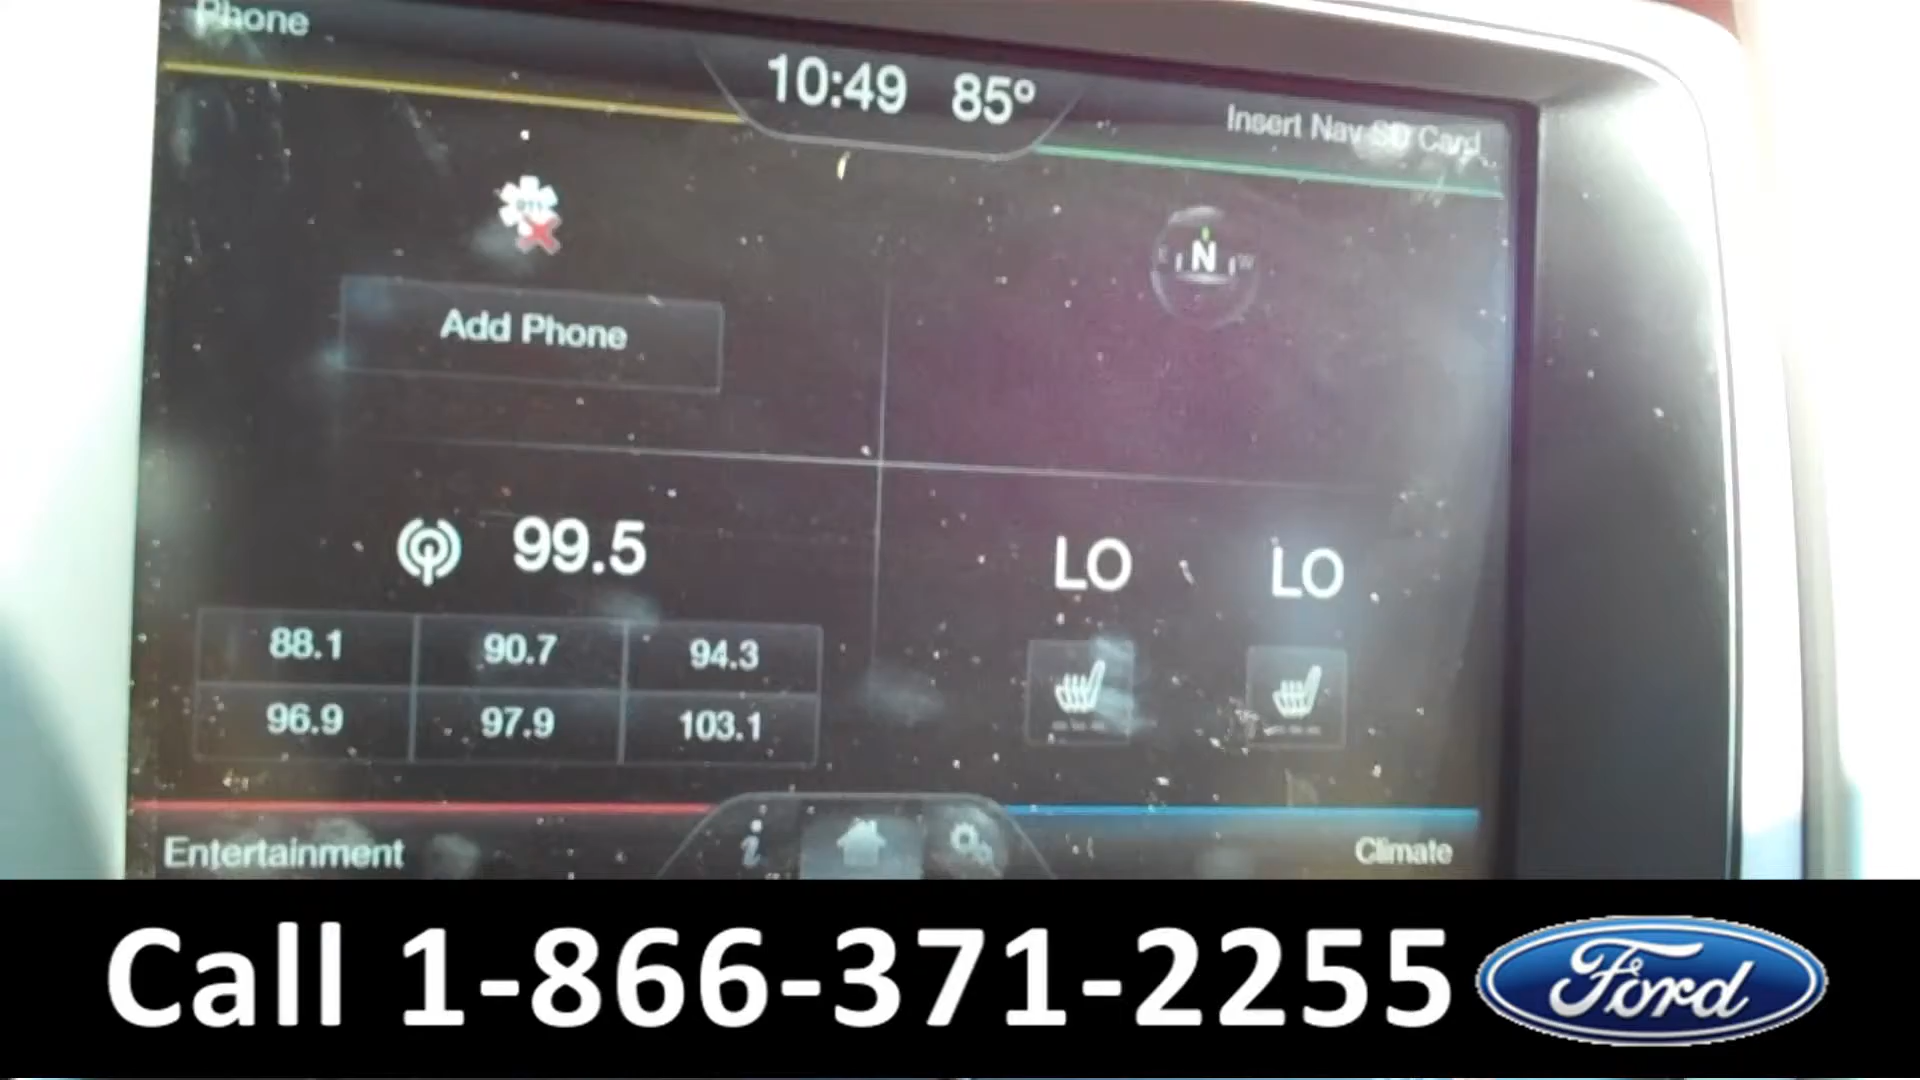 Phone
10:49 85°
Insert Nav SD Card
911
N
W
Add Phone
99.5
LO LO
88.1 90.7 94.3
96.9 97.9 103.1
Entertainment
i
Climate
Call 1-866-371-2255
Ford